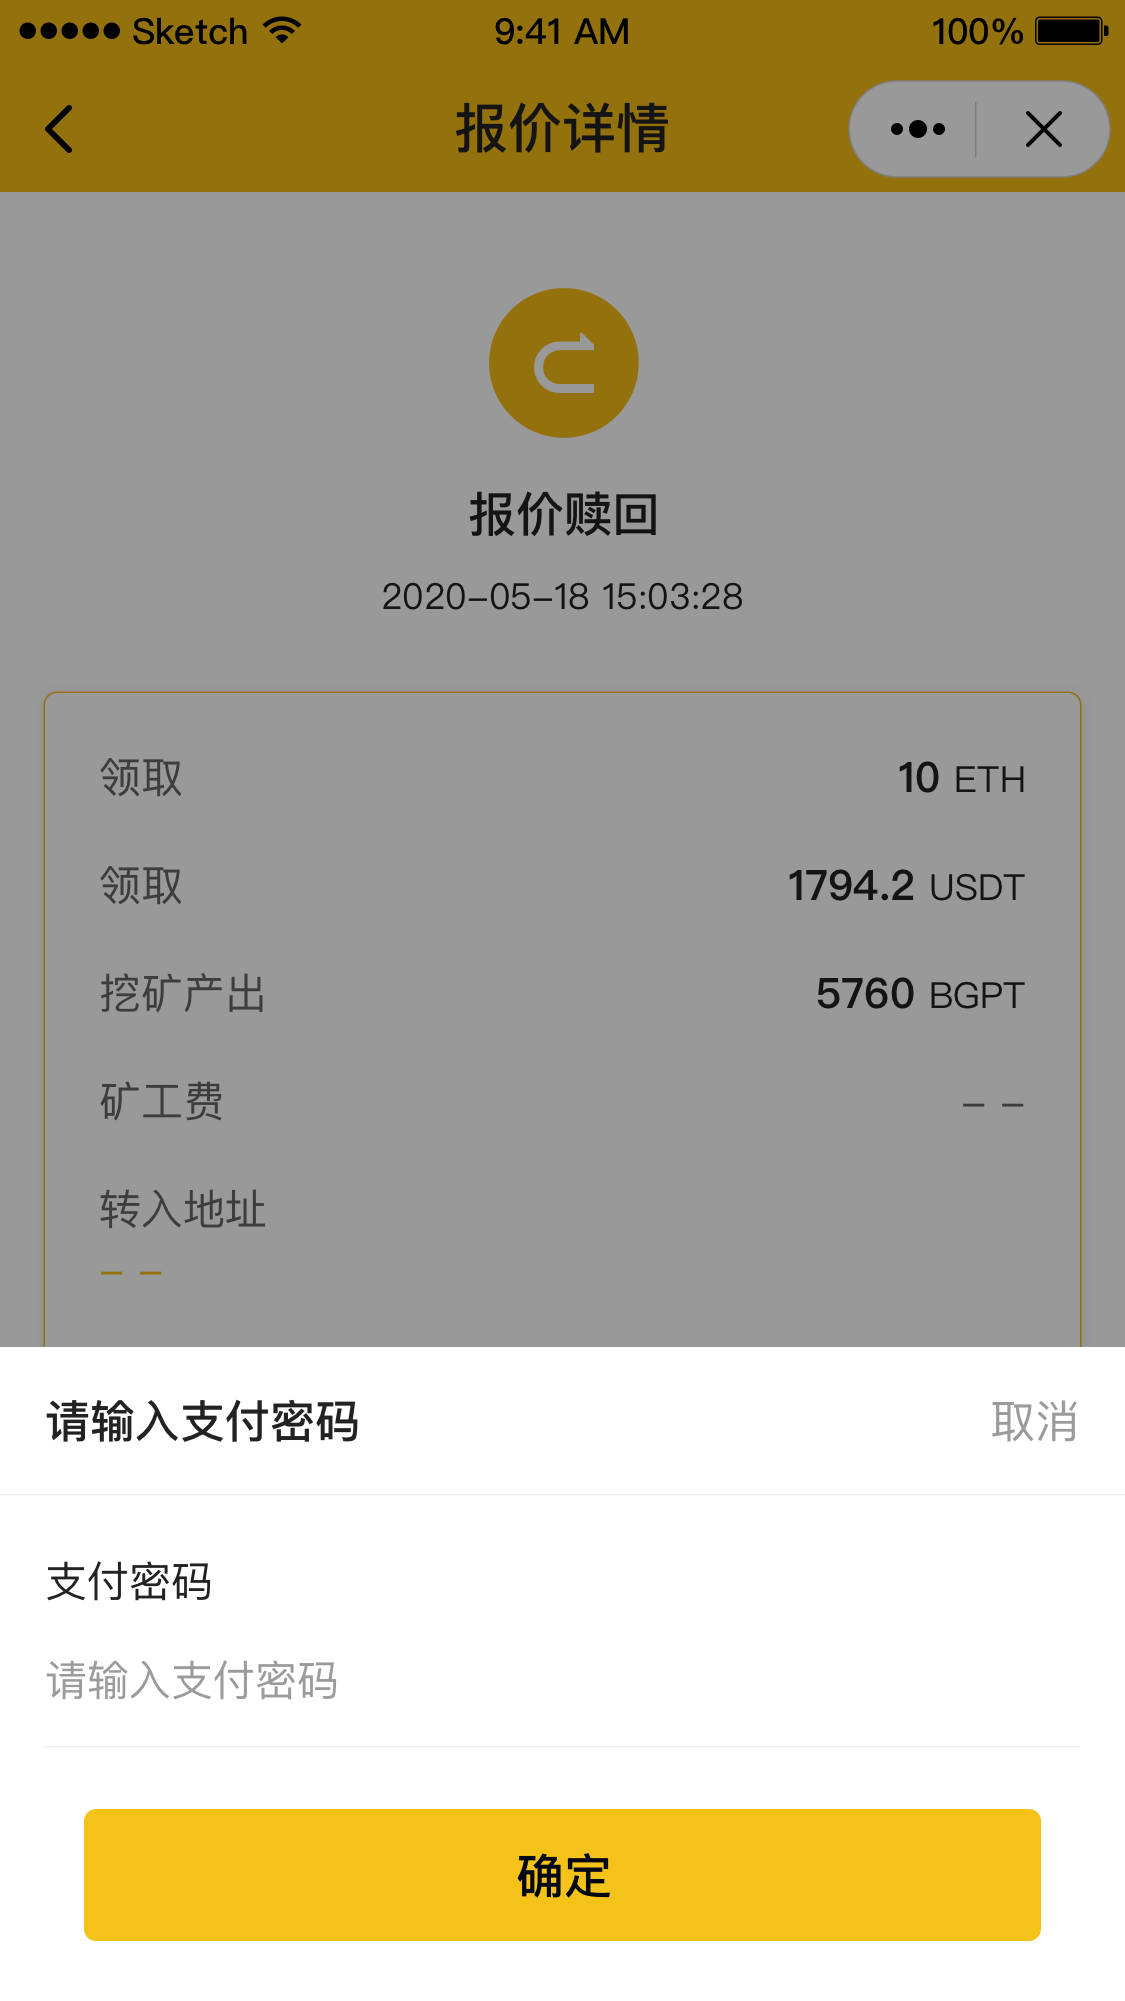 Sketch 9:41 AM 100%
报价详情
报价赎回
2020-05-18 15:03:28
领取 10 ETH
领取 1794.2 USDT
挖矿产出 5760 BGPT
矿工费 – –
转入地址
– –
请输入支付密码 取消
支付密码
请输入支付密码
确定